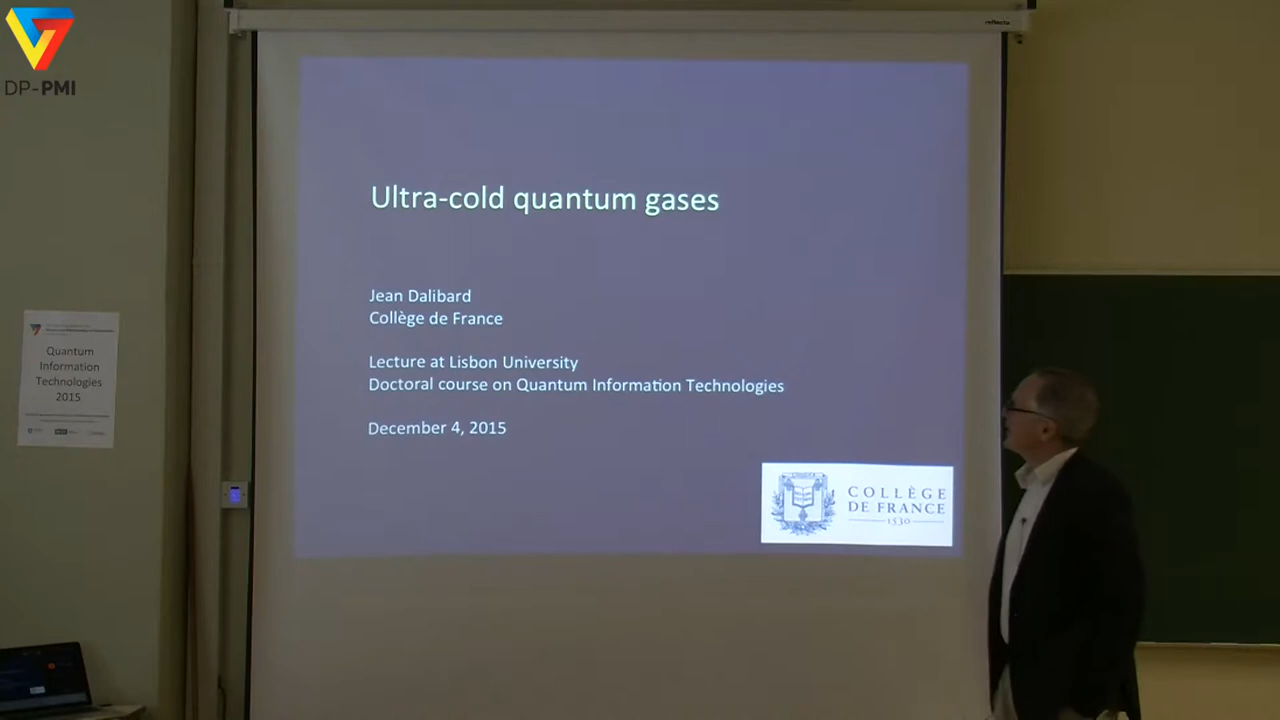 DP-PMI
reflecta
Ultra-cold quantum gases
Jean Dalibard
Collège de France
Lecture at Lisbon University
Doctoral course on Quantum Information Technologies
December 4, 2015
COLLÈGE
DE FRANCE
1530
Quantum
Information
Technologies
2015